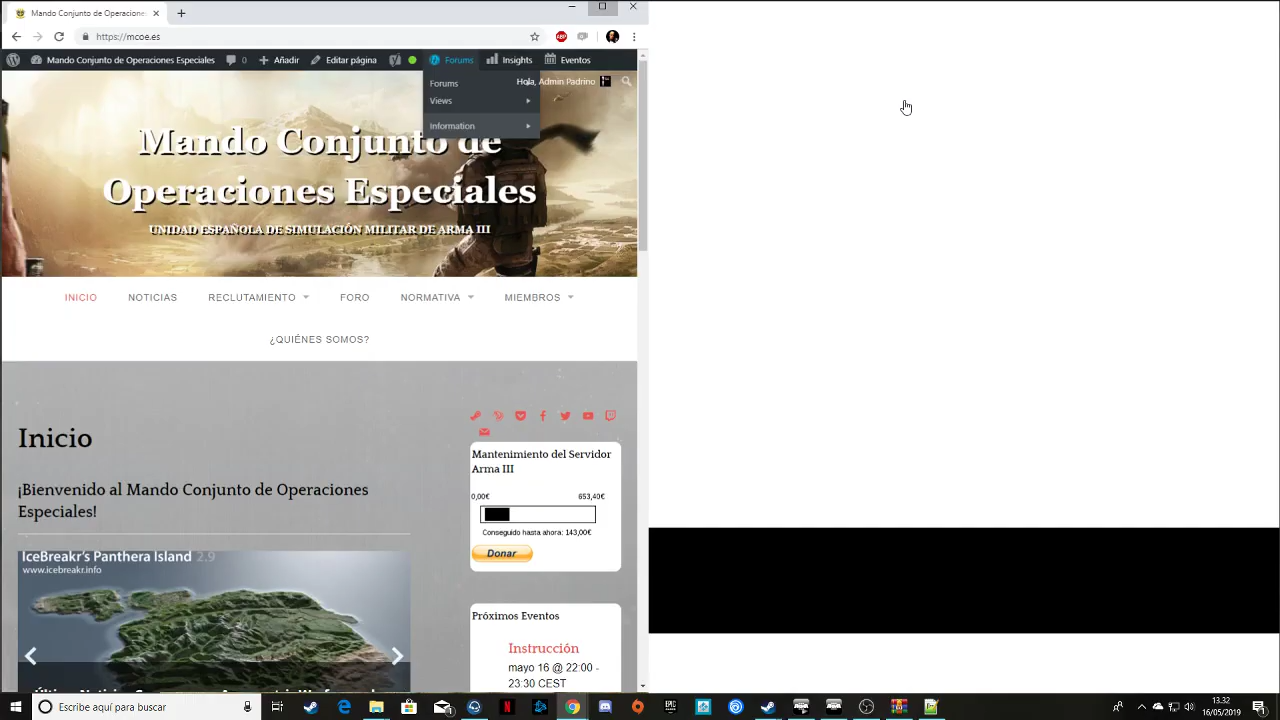 Mando Conjunto de Operaciones
https://mcoe.es
ABP
Mando Conjunto de Operaciones Especiales
0
Añadir
Editar página
Forums
Insights
Eventos
Forums
Views
Information
Hola, Admin Padrino
Mando Conjunto de
Operaciones Especiales
UNIDAD ESPAÑOLA DE SIMULACIÓN MILITAR DE ARMA III
INICIO
NOTICIAS
RECLUTAMIENTO
FORO
NORMATIVA
MIEMBROS
¿QUIÉNES SOMOS?
Inicio
¡Bienvenido al Mando Conjunto de Operaciones
Especiales!
IceBreakr's Panthera Island 2.9
www.icebreakr.info
Mantenimiento del Servidor
Arma III
0,00€
653,40€
Conseguido hasta ahora: 143,00€
Donar
Próximos Eventos
Instrucción
mayo 16 @ 22:00 -
23:30 CEST
Escribe aquí para buscar
13:32
16/05/2019